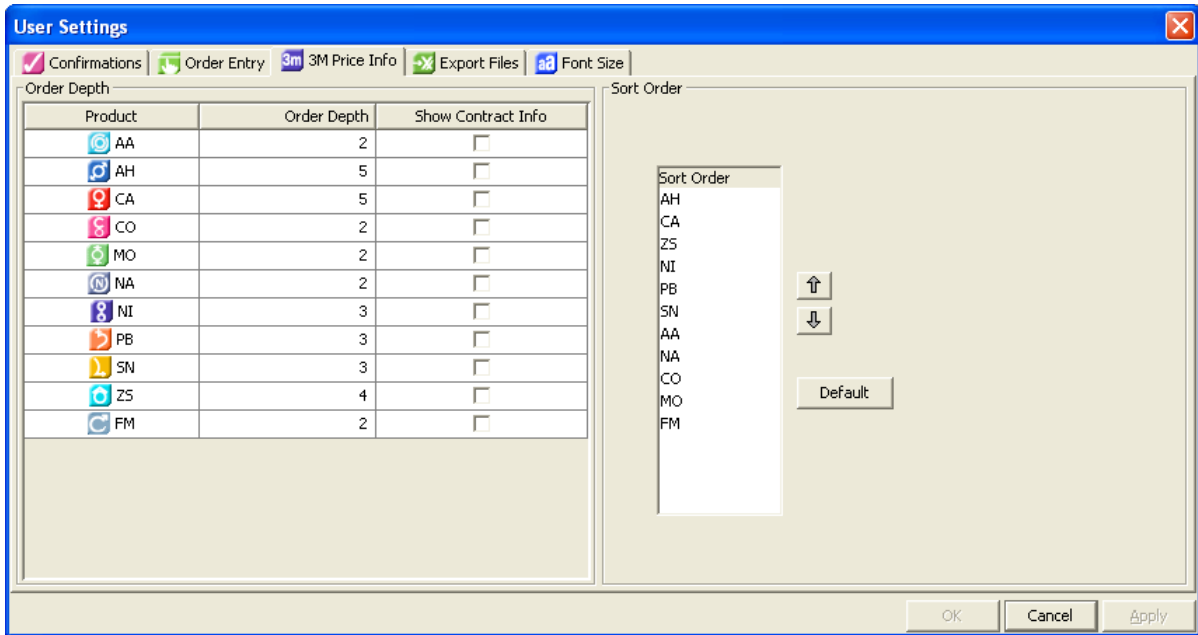 User Settings
Confirmations Order Entry 3m 3M Price Info Export Files aa Font Size
Order Depth
Product Order Depth Show Contract Info
AA 2
AH 5
CA 5
CO 2
MO 2
NA 2
NI 3
PB 3
SN 3
ZS 4
FM 2
Sort Order
Sort Order
AH
CA
ZS
NI
PB
SN
AA
NA
CO
MO
FM
Default
OK Cancel Apply